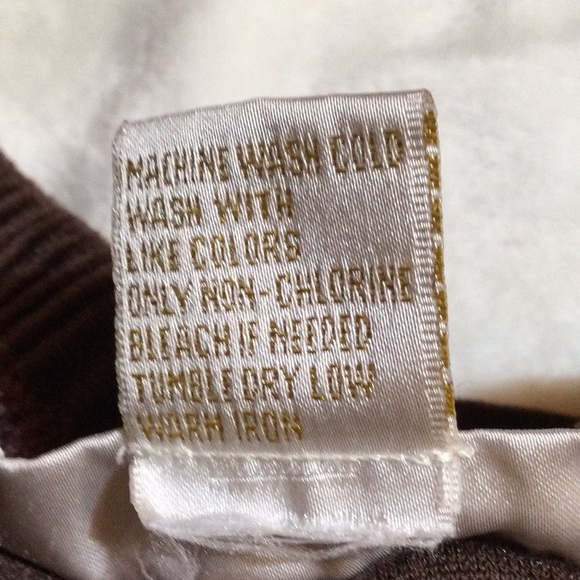 MACHINE WASH COLD
WASH WITH
LIKE COLORS
ONLY NON-CHLORINE
BLEACH IF NEEDED
TUMBLE DRY LOW
WARM IRON